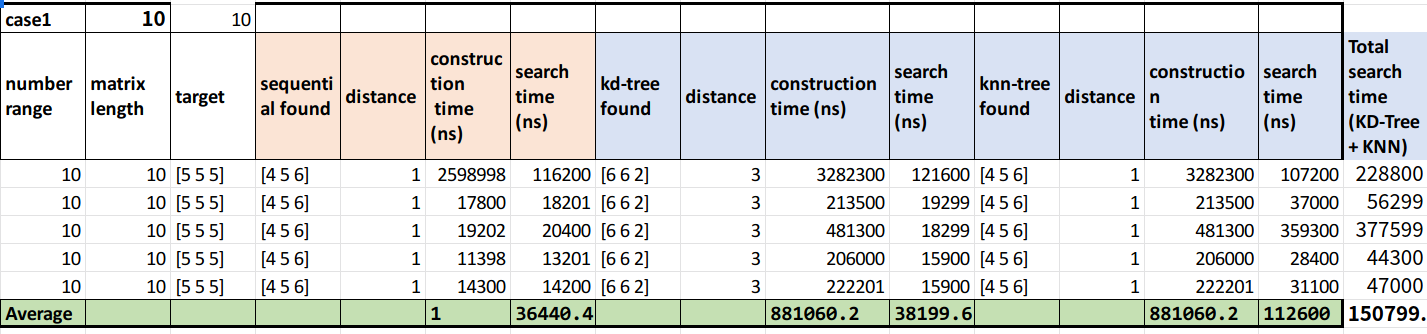 case1 10 10
number range matrix length target sequenti al found distance construc tion time (ns) search time (ns) kd-tree found distance construction time (ns) search time (ns) knn-tree found distance constructio n time (ns) search time (ns) Total search time (KD-Tree + KNN)
10 10 [5 5 5] [4 5 6] 1 2598998 116200 [6 6 2] 3 3282300 121600 [4 5 6] 1 3282300 107200 228800
10 10 [5 5 5] [4 5 6] 1 17800 18201 [6 6 2] 3 213500 19299 [4 5 6] 1 213500 37000 56299
10 10 [5 5 5] [4 5 6] 1 19202 20400 [6 6 2] 3 481300 18299 [4 5 6] 1 481300 359300 377599
10 10 [5 5 5] [4 5 6] 1 11398 13201 [6 6 2] 3 206000 15900 [4 5 6] 1 206000 28400 44300
10 10 [5 5 5] [4 5 6] 1 14300 14200 [6 6 2] 3 222201 15900 [4 5 6] 1 222201 31100 47000
Average 1 36440.4 881060.2 38199.6 881060.2 112600 150799.